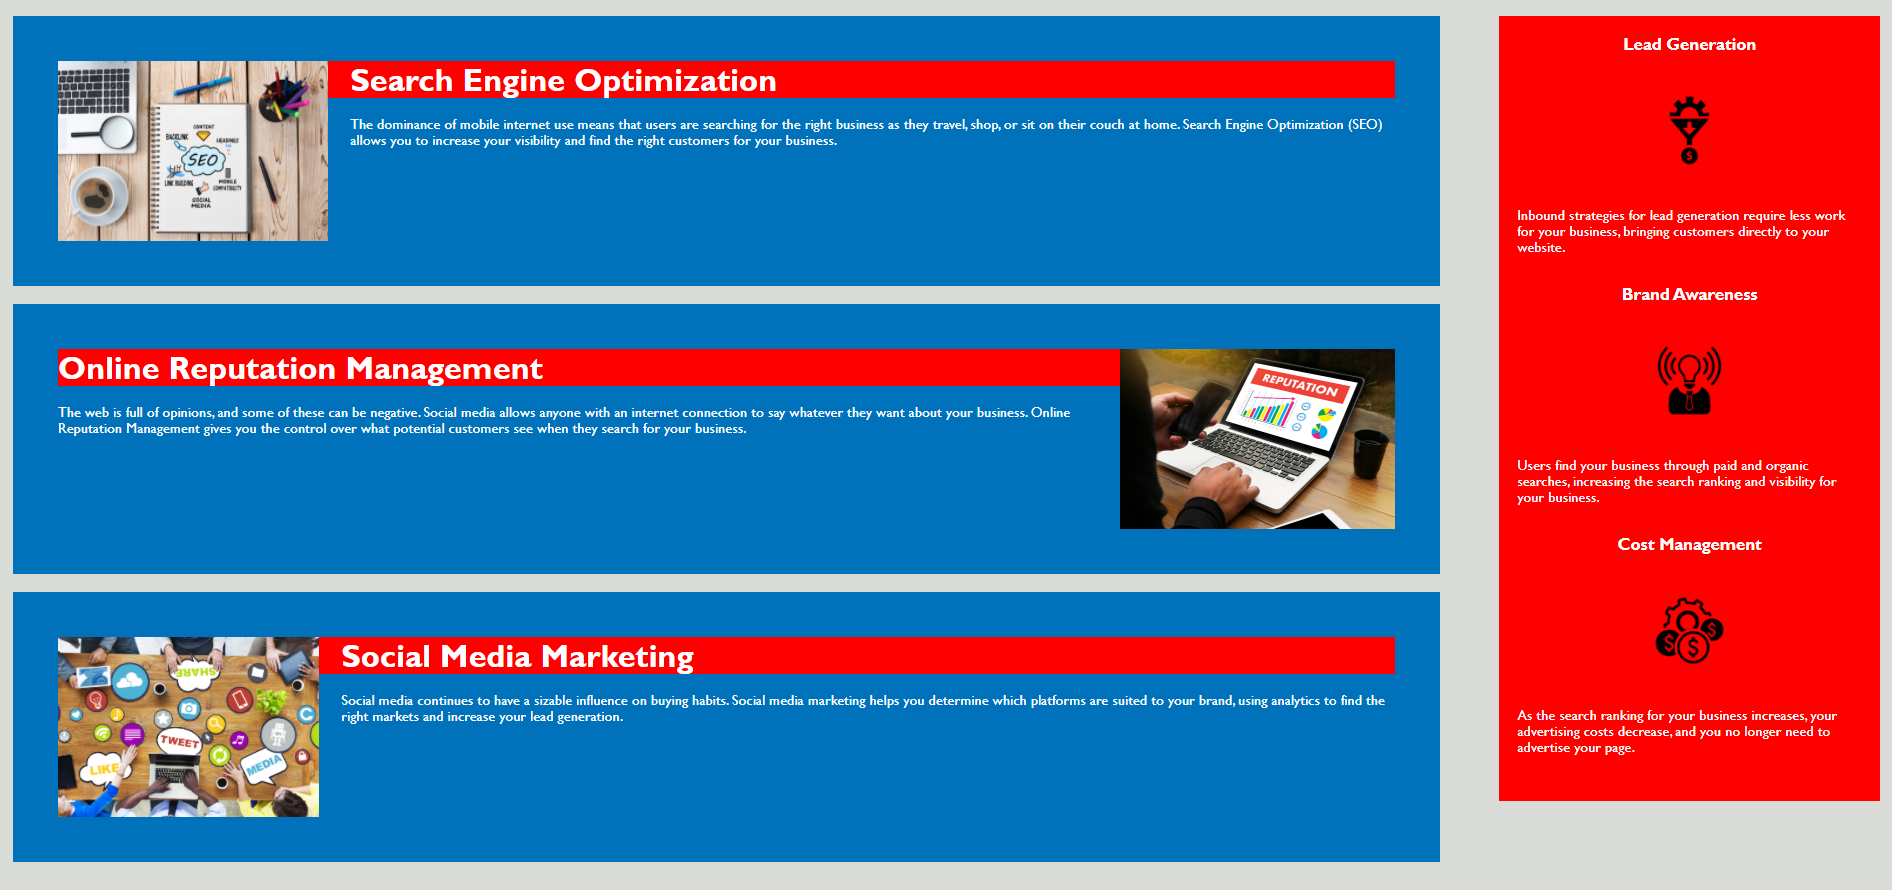 Search Engine Optimization
The dominance of mobile internet use means that users are searching for the right business as they travel, shop, or sit on their couch at home. Search Engine Optimization (SEO)
allows you to increase your visibility and find the right customers for your business.
CONTENT
BACKLINK
HEADINGS
SEO
LINK BUILDING
MOBILE
COMPATIBILITY
SOCIAL
MEDIA
Online Reputation Management
The web is full of opinions, and some of these can be negative. Social media allows anyone with an internet connection to say whatever they want about your business. Online
Reputation Management gives you the control over what potential customers see when they search for your business.
REPUTATION
Social Media Marketing
Social media continues to have a sizable influence on buying habits. Social media marketing helps you determine which platforms are suited to your brand, using analytics to find the
right markets and increase your lead generation.
SHARE
TWEET
LIKE
MEDIA
Lead Generation
Inbound strategies for lead generation require less work
for your business, bringing customers directly to your
website.
Brand Awareness
Users find your business through paid and organic
searches, increasing the search ranking and visibility for
your business.
Cost Management
As the search ranking for your business increases, your
advertising costs decrease, and you no longer need to
advertise your page.